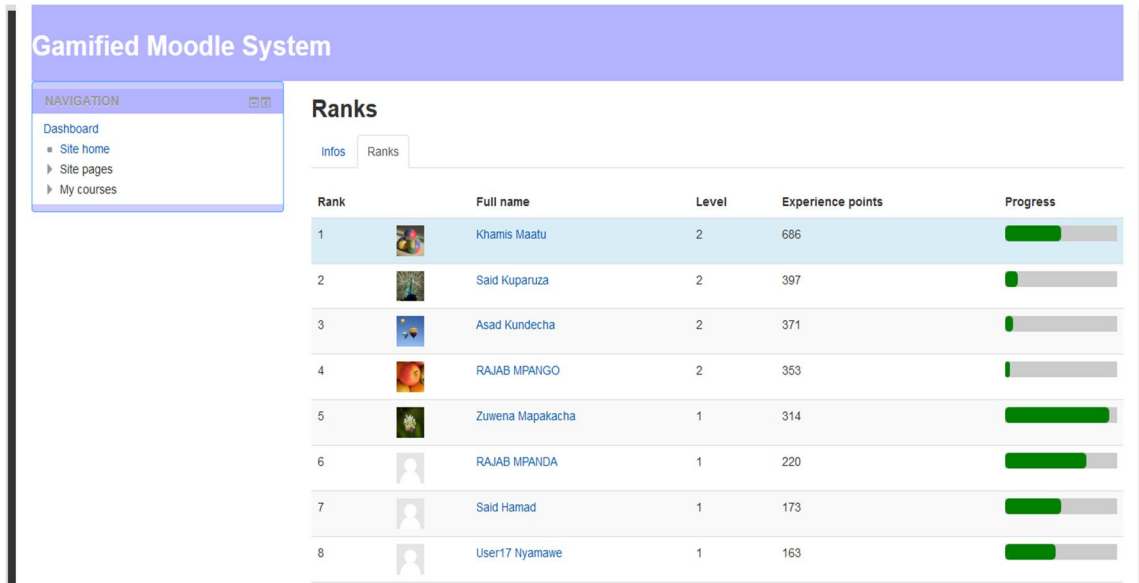 Gamified Moodle System
NAVIGATION
Dashboard
Site home
Site pages
My courses
Ranks
Infos Ranks
Rank Full name Level Experience points Progress
1 Khamis Maatu 2 686
2 Said Kuparuza 2 397
3 Asad Kundecha 2 371
4 RAJAB MPANGO 2 353
5 Zuwena Mapakacha 1 314
6 RAJAB MPANDA 1 220
7 Said Hamad 1 173
8 User17 Nyamawe 1 163